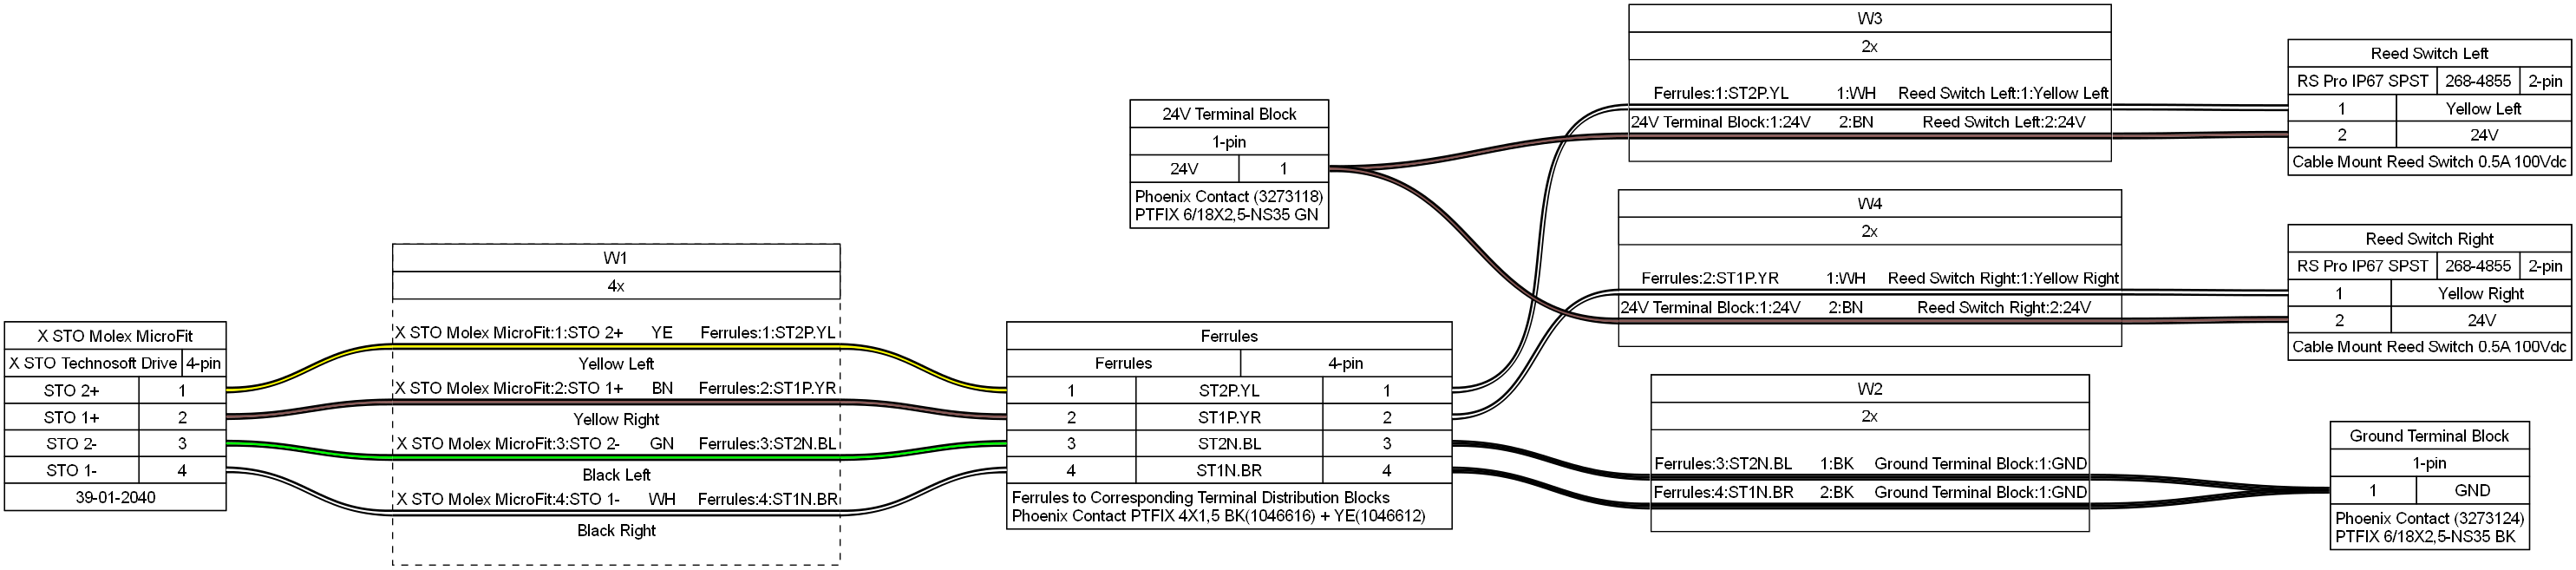 X STO Molex MicroFit
X STO Technosoft Drive 4-pin
STO 2+ 1
STO 1+ 2
STO 2- 3
STO 1- 4
39-01-2040
W1
4x
X STO Molex MicroFit:1:STO 2+ YE Ferrules:1:ST2P.YL
Yellow Left
X STO Molex MicroFit:2:STO 1+ BN Ferrules:2:ST1P.YR
Yellow Right
X STO Molex MicroFit:3:STO 2- GN Ferrules:3:ST2N.BL
Black Left
X STO Molex MicroFit:4:STO 1- WH Ferrules:4:ST1N.BR
Black Right
24V Terminal Block
1-pin
24V 1
Phoenix Contact (3273118)
PTFIX 6/18X2,5-NS35 GN
Ferrules
Ferrules 4-pin
1 ST2P.YL 1
2 ST1P.YR 2
3 ST2N.BL 3
4 ST1N.BR 4
Ferrules to Corresponding Terminal Distribution Blocks
Phoenix Contact PTFIX 4X1,5 BK(1046616) + YE(1046612)
W3
2x
Ferrules:1:ST2P.YL 1:WH Reed Switch Left:1:Yellow Left
24V Terminal Block:1:24V 2:BN Reed Switch Left:2:24V
W4
2x
Ferrules:2:ST1P.YR 1:WH Reed Switch Right:1:Yellow Right
24V Terminal Block:1:24V 2:BN Reed Switch Right:2:24V
W2
2x
Ferrules:3:ST2N.BL 1:BK Ground Terminal Block:1:GND
Ferrules:4:ST1N.BR 2:BK Ground Terminal Block:1:GND
Reed Switch Left
RS Pro IP67 SPST 268-4855 2-pin
1 Yellow Left
2 24V
Cable Mount Reed Switch 0.5A 100Vdc
Reed Switch Right
RS Pro IP67 SPST 268-4855 2-pin
1 Yellow Right
2 24V
Cable Mount Reed Switch 0.5A 100Vdc
Ground Terminal Block
1-pin
1 GND
Phoenix Contact (3273124)
PTFIX 6/18X2,5-NS35 BK